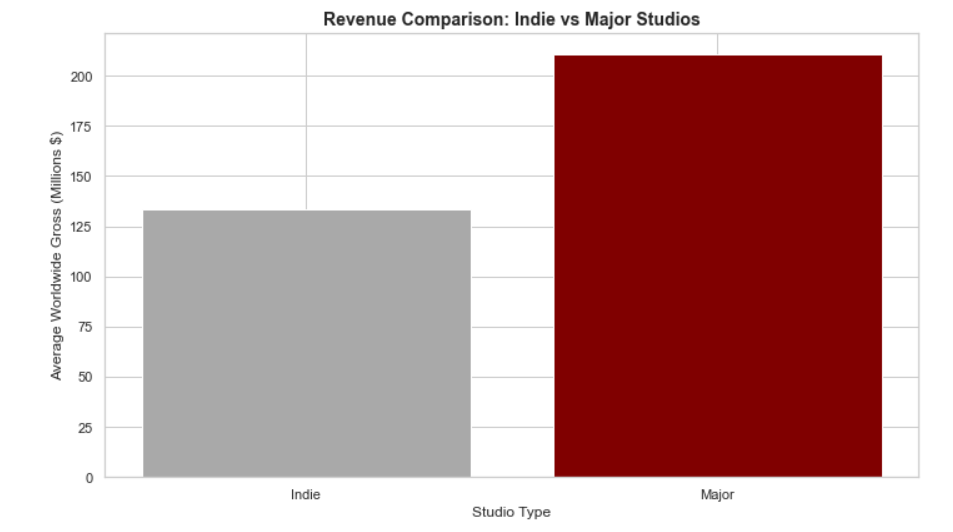 Revenue Comparison: Indie vs Major Studios
Average Worldwide Gross (Millions $)
200
175
150
125
100
75
50
25
0
Indie
Major
Studio Type